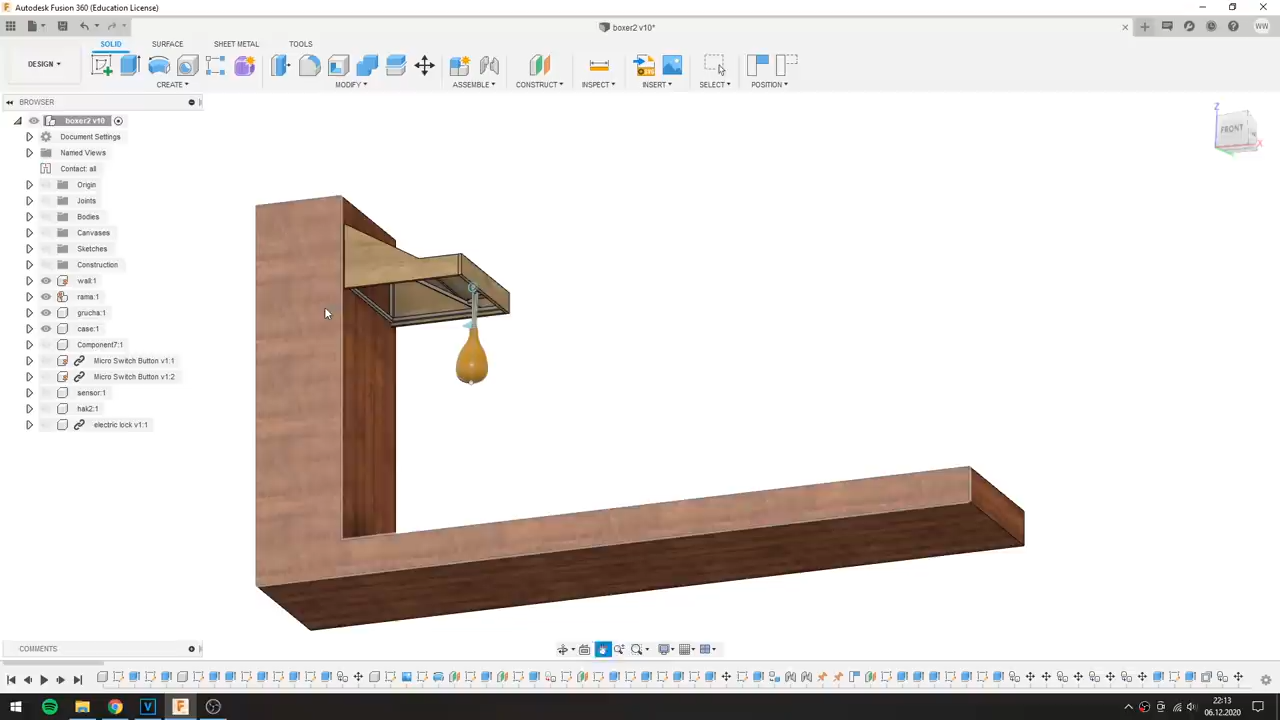 Autodesk Fusion 360 (Education License)
boxer2 v10*
WW
SOLID SURFACE SHEET METAL TOOLS
DESIGN
CREATE MODIFY ASSEMBLE CONSTRUCT INSPECT INSERT SELECT POSITION
BROWSER
boxer2 v10
Document Settings
Named Views
Contact: all
Origin
Joints
Bodies
Canvases
Sketches
Construction
wall:1
rama:1
grucha:1
case:1
Component7:1
Micro Switch Button v1:1
Micro Switch Button v1:2
sensor:1
hak2:1
electric lock v1:1
Z
FRONT
X
COMMENTS
22:13
06.12.2020